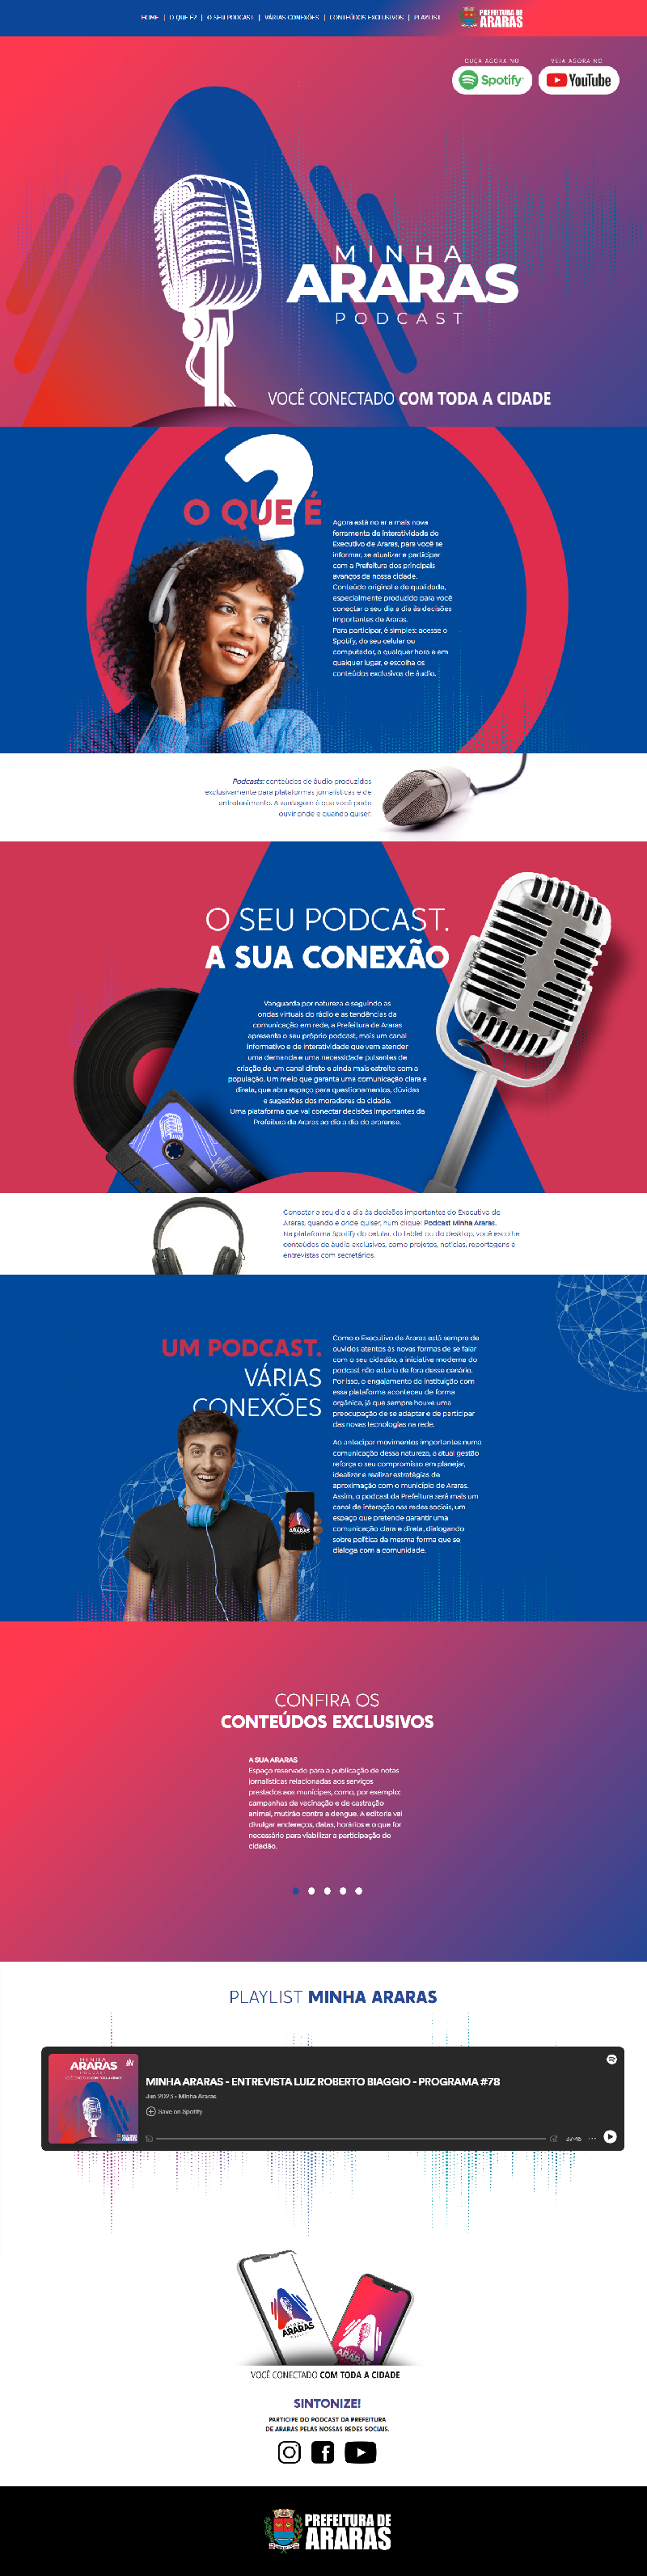 HOME | O QUE É? | O SEU PODCAST | VÁRIAS CONEXÕES | CONTEÚDOS EXCLUSIVOS | PLAYLIST
PREFEITURA DE
ARARAS
OUÇA AGORA NO
Spotify
VEJA AGORA NO
YouTube
MINHA
ARARAS
PODCAST
VOCÊ CONECTADO COM TODA A CIDADE
?
O QUE É
Agora está no ar a mais nova
ferramenta de interatividade do
Executivo de Araras, para você se
informar, se atualizar e participar
com a Prefeitura dos principais
avanços da nossa cidade.
Conteúdo original e de qualidade,
especialmente produzido para você
conectar o seu dia a dia às decisões
importantes de Araras.
Para participar, é simples: acesse o
Spotify, do seu celular ou
computador, a qualquer hora e em
qualquer lugar, e escolha os
conteúdos exclusivos de áudio.
Podcasts: conteúdos de áudio produzidos
exclusivamente para plataformas jornalísticas e de
entretenimento. A vantagem é que você pode
ouvir onde e quando quiser.
O SEU PODCAST.
A SUA CONEXÃO
Vanguarda por natureza e seguindo as
ondas virtuais do rádio e as tendências da
comunicação em rede, a Prefeitura de Araras
apresenta o seu próprio podcast, mais um canal
informativo e de interatividade que vem atender
uma demanda e uma necessidade pulsantes de
criação de um canal direto e ainda mais estreito com a
população. Um meio que garanta uma comunicação clara e
direta, que abra espaço para questionamentos, dúvidas
e sugestões dos moradores da cidade.
Uma plataforma que vai conectar decisões importantes da
Prefeitura de Araras ao dia a dia do ararense.
playlist
Conectar o seu dia a dia às decisões importantes do Executivo de
Araras, quando e onde quiser, num clique: Podcast Minha Araras.
Na plataforma Spotify do celular, do tablet ou do desktop, você escolhe
conteúdos de áudio exclusivos, como projetos, notícias, reportagens e
entrevistas com secretários.
UM PODCAST.
VÁRIAS
CONEXÕES
Como o Executivo de Araras está sempre de
ouvidos atentos às novas formas de se falar
com o seu cidadão, a iniciativa moderna do
podcast não estaria de fora desse cenário.
Por isso, o engajamento da instituição com
essa plataforma aconteceu de forma
orgânica, já que sempre houve uma
preocupação de se adaptar e de participar
das novas tecnologias na rede.
Ao antecipar movimentos importantes numa
comunicação dessa natureza, a atual gestão
reforça o seu compromisso em planejar,
idealizar e realizar estratégias de
aproximação com o município de Araras.
Assim, o podcast da Prefeitura será mais um
canal de interação nas redes sociais, um
espaço que pretende garantir uma
comunicação clara e direta, dialogando
sobre política da mesma forma que se
dialoga com a comunidade.
ARARAS
CONFIRA OS
CONTEÚDOS EXCLUSIVOS
A SUA ARARAS
Espaço reservado para a publicação de notas
jornalísticas relacionadas aos serviços
prestados aos munícipes, como, por exemplo:
campanhas de vacinação e de castração
animal, mutirão contra a dengue. A editoria vai
divulgar endereços, datas, horários e o que for
necessário para viabilizar a participação do
cidadão.
PLAYLIST MINHA ARARAS
MINHA
ARARAS
MINHA ARARAS - ENTREVISTA LUIZ ROBERTO BIAGGIO - PROGRAMA #78
Jan 2023 • Minha Araras
Save on Spotify
ARARAS
ARARAS
VOCÊ CONECTADO COM TODA A CIDADE
SINTONIZE!
PARTICIPE DO PODCAST DA PREFEITURA
DE ARARAS PELAS NOSSAS REDES SOCIAIS.
PREFEITURA DE
ARARAS